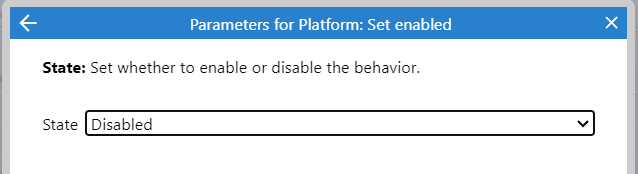 Parameters for Platform: Set enabled
State: Set whether to enable or disable the behavior.
State Disabled